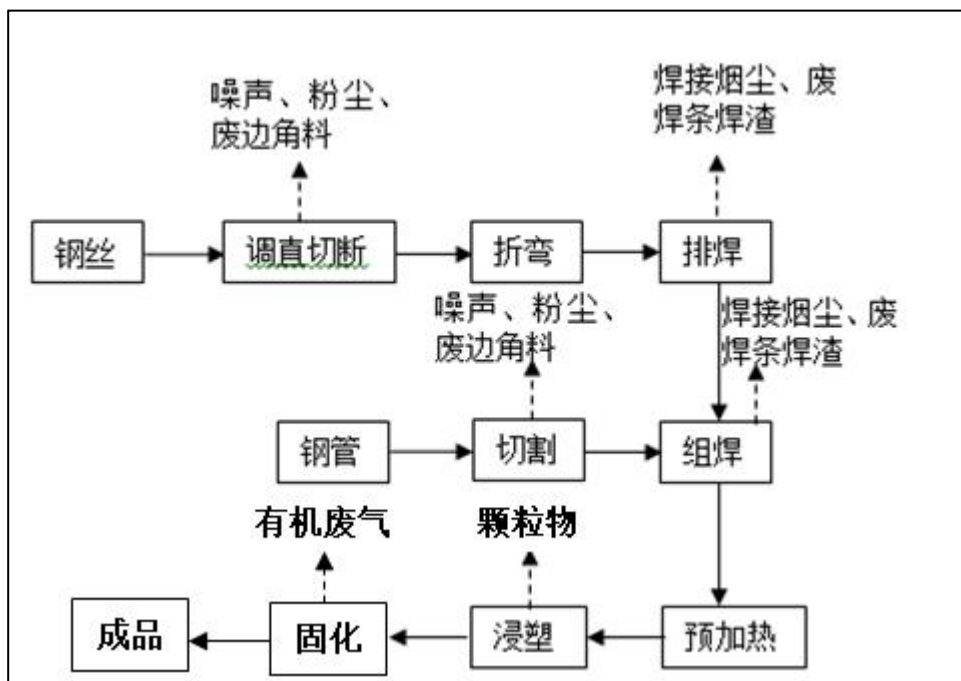 噪声、粉尘、
废边角料
焊接烟尘、废
焊条焊渣
钢丝
调直切断
折弯
排焊
噪声、粉尘、
废边角料
焊接烟尘、废
焊条焊渣
钢管
切割
组焊
有机废气
颗粒物
成品
固化
浸塑
预加热